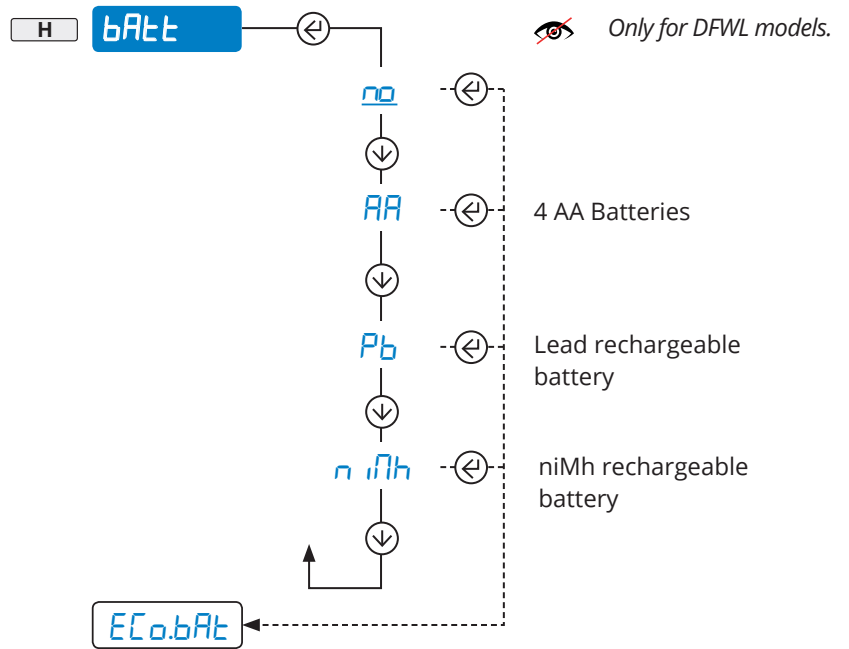 H
bAtt
Only for DFWL models.
no
AA
4 AA Batteries
Pb
Lead rechargeable
battery
niMh
niMh rechargeable
battery
ECo.bAt